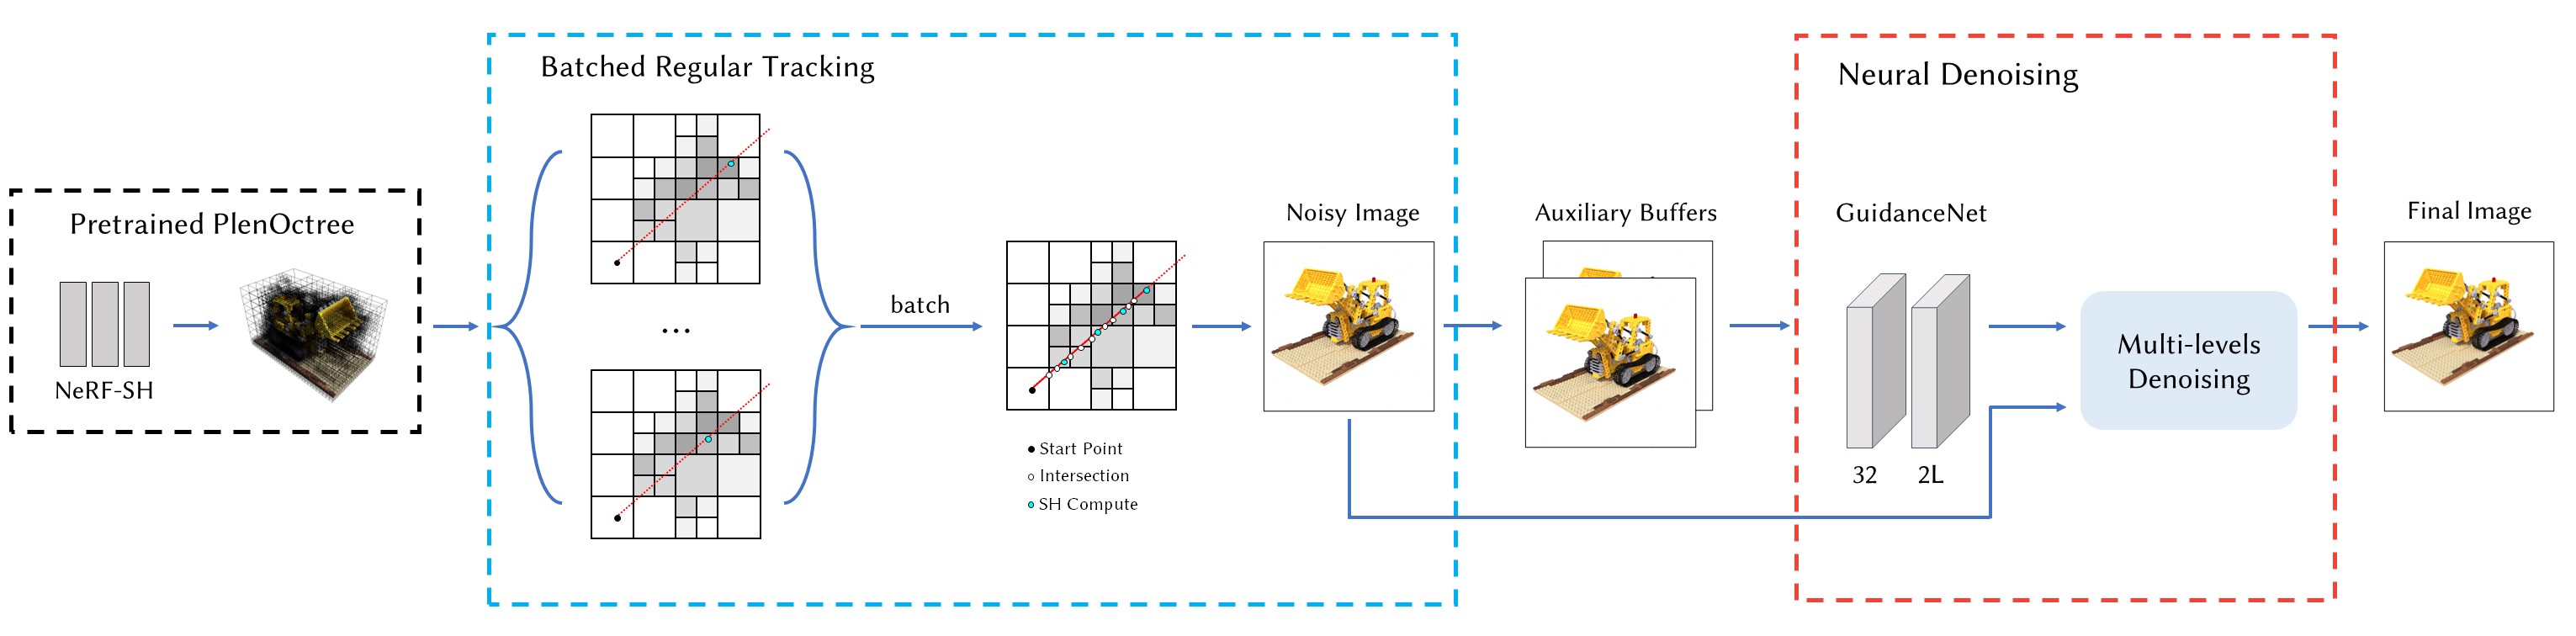 Pretrained PlenOctree
NeRF-SH
Batched Regular Tracking
...
batch
Start Point
Intersection
SH Compute
Noisy Image
Auxiliary Buffers
Neural Denoising
GuidanceNet
32
2L
Multi-levels
Denoising
Final Image